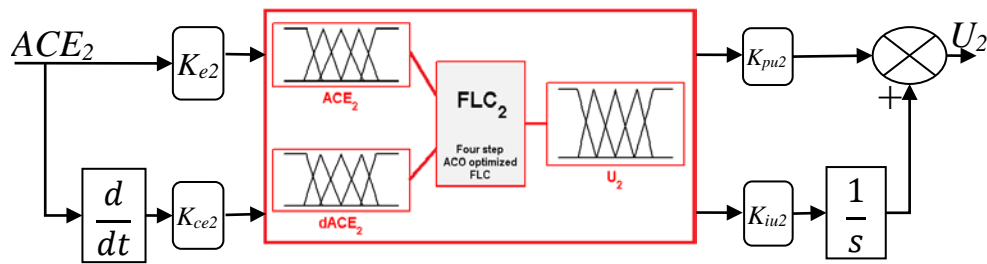 ACE₂
Kₑ₂
ACE₂
FLC₂
Four step
ACO optimized
FLC
U₂
Kpu2
U₂
+
d
dt
Kce2
dACE₂
Kiu2
1
s